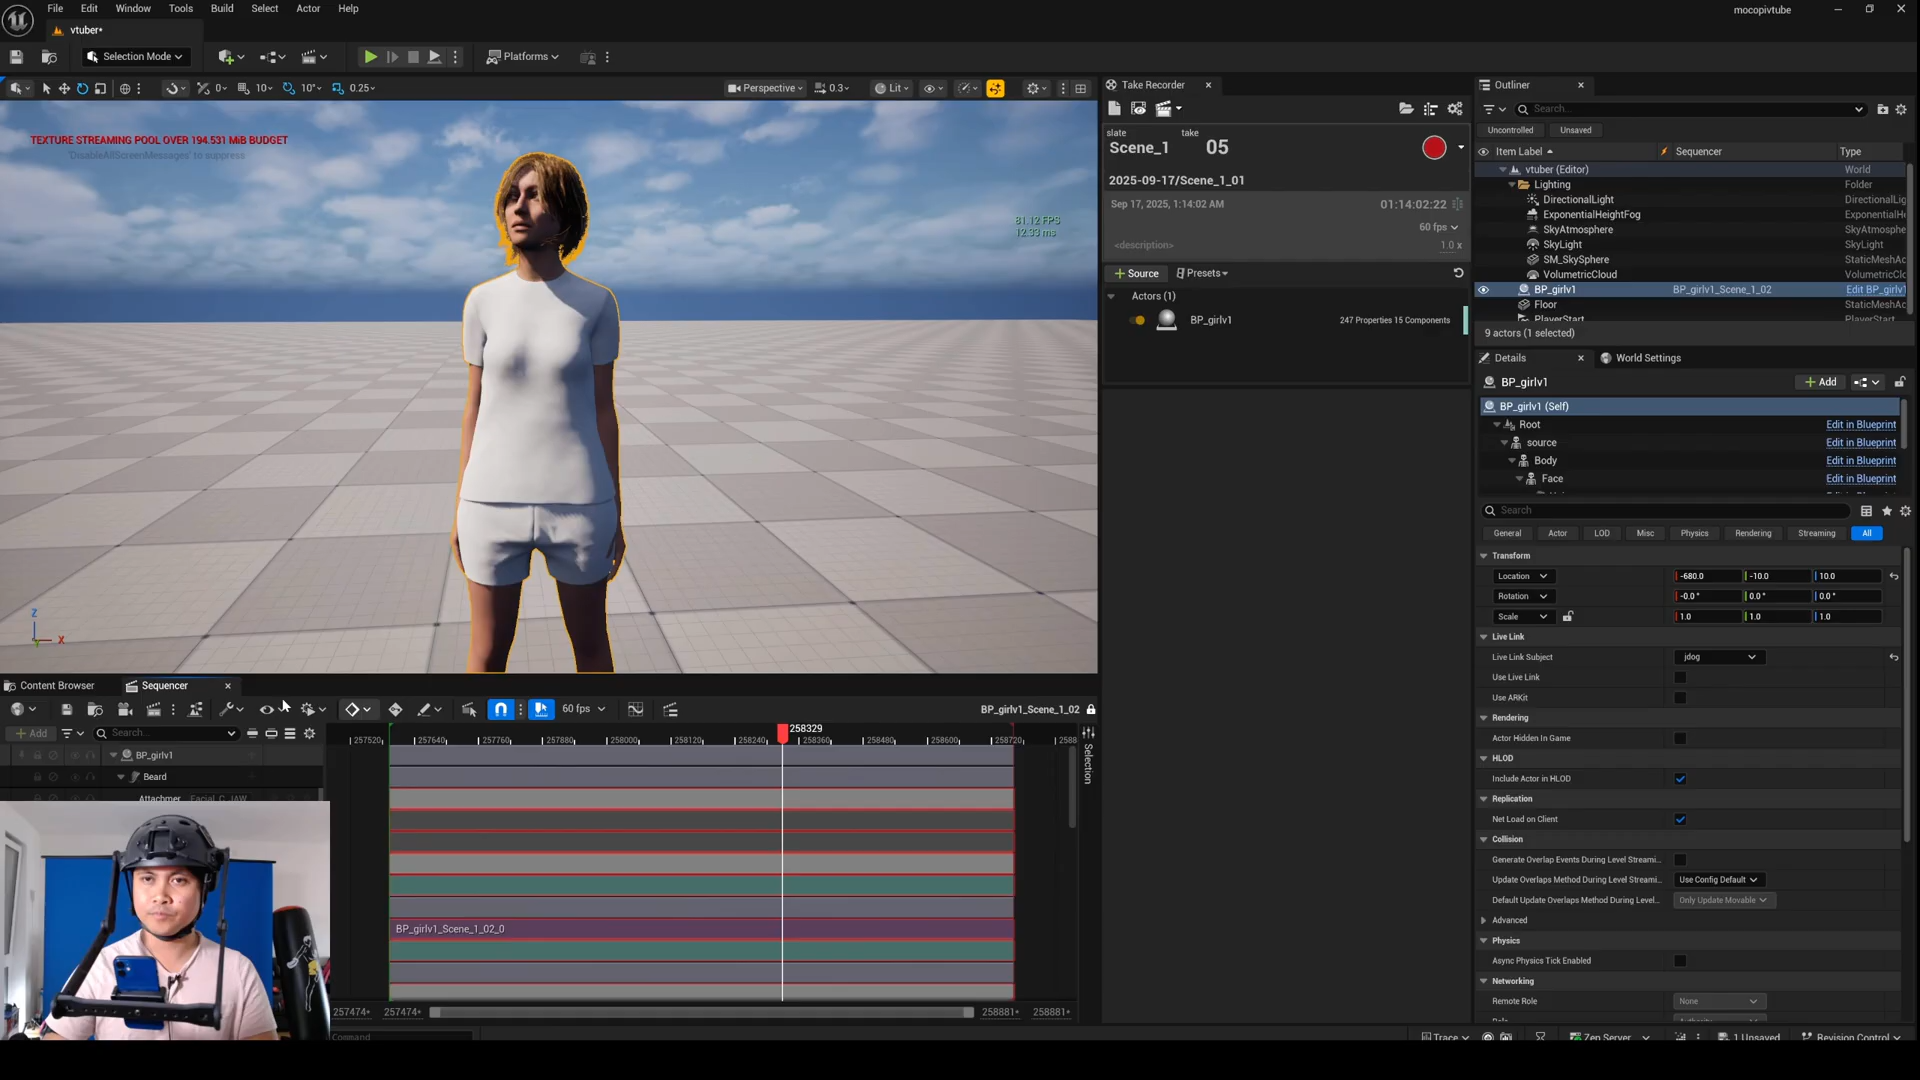 File Edit Window Tools Build Select Actor Help
mocopivtube
vtuber*
Selection Mode
Platforms
0
10
10°
0.25
Perspective
0.3
Lit
TEXTURE STREAMING POOL OVER 194.531 MiB BUDGET
'DisableAllScreenMessages' to suppress
81.12 FPS
12.33 ms
Z
X
Take Recorder
slate take
Scene_1 05
2025-09-17/Scene_1_01
Sep 17, 2025, 1:14:02 AM 01:14:02:22
60 fps
<description> 1.0 x
Source Presets
Actors (1)
BP_girlv1 247 Properties 15 Components
Outliner
Search...
Uncontrolled Unsaved
Item Label Sequencer Type
vtuber (Editor) World
Lighting Folder
DirectionalLight DirectionalLig
ExponentialHeightFog ExponentialHe
SkyAtmosphere SkyAtmosphe
SkyLight SkyLight
SM_SkySphere StaticMeshAc
VolumetricCloud VolumetricClo
BP_girlv1 BP_girlv1_Scene_1_02 Edit BP_girlv1
Floor StaticMeshAc
PlayerStart PlayerStart
9 actors (1 selected)
Details World Settings
BP_girlv1 Add
BP_girlv1 (Self)
Root Edit in Blueprint
source Edit in Blueprint
Body Edit in Blueprint
Face Edit in Blueprint
Search
General Actor LOD Misc Physics Rendering Streaming All
Transform
Location -680.0 -10.0 10.0
Rotation -0.0° 0.0° 0.0°
Scale 1.0 1.0 1.0
Live Link
Live Link Subject jdog
Use Live Link
Use ARKit
Rendering
Actor Hidden In Game
HLOD
Include Actor in HLOD
Replication
Net Load on Client
Collision
Generate Overlap Events During Level Streami...
Update Overlaps Method During Level Streami... Use Config Default
Default Update Overlaps Method During Level... Only Update Movable
Advanced
Physics
Async Physics Tick Enabled
Networking
Remote Role None
Content Browser Sequencer
60 fps
BP_girlv1_Scene_1_02
Add Search...
258329
257520 257640 257760 257880 258000 258120 258240 258360 258480 258600 258720
Selection
BP_girlv1
Beard
Attachmer Facial_C_JAW
BP_girlv1_Scene_1_02_0
257474+ 257474+ 258881+ 258881+
Command
Trace Zen Server 1 Unsaved Revision Control